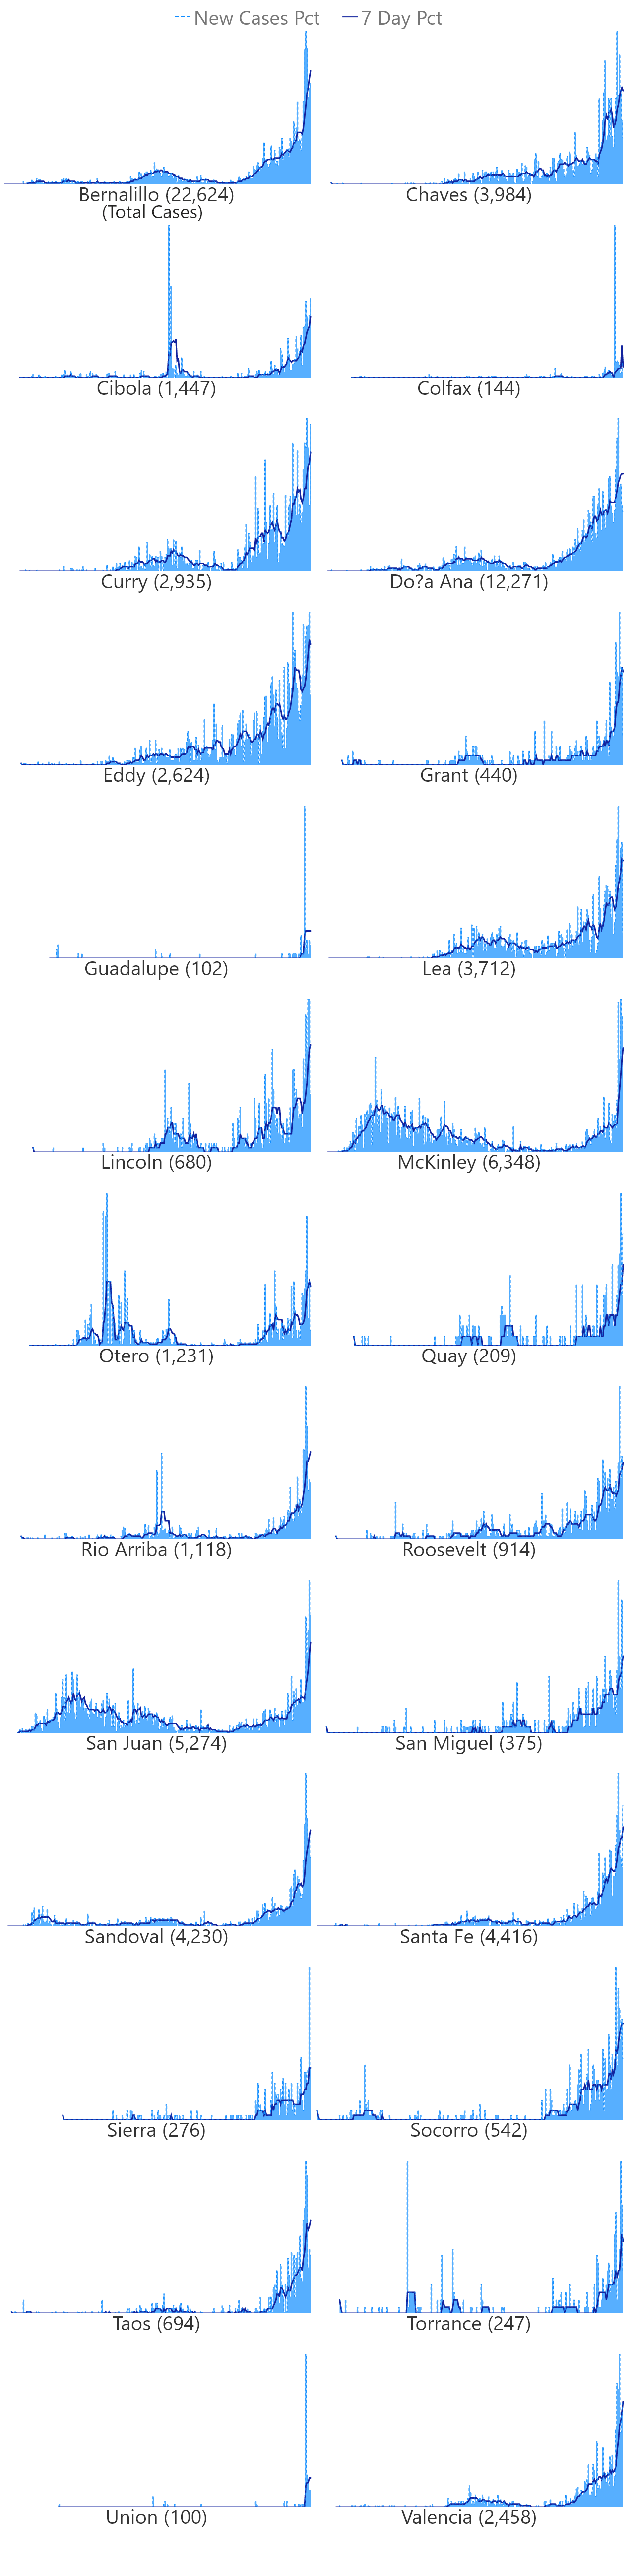 New Cases Pct 7 Day Pct
Bernalillo (22,624) Chaves (3,984)
(Total Cases)
Cibola (1,447) Colfax (144)
Curry (2,935) Do?a Ana (12,271)
Eddy (2,624) Grant (440)
Guadalupe (102) Lea (3,712)
Lincoln (680) McKinley (6,348)
Otero (1,231) Quay (209)
Rio Arriba (1,118) Roosevelt (914)
San Juan (5,274) San Miguel (375)
Sandoval (4,230) Santa Fe (4,416)
Sierra (276) Socorro (542)
Taos (694) Torrance (247)
Union (100) Valencia (2,458)